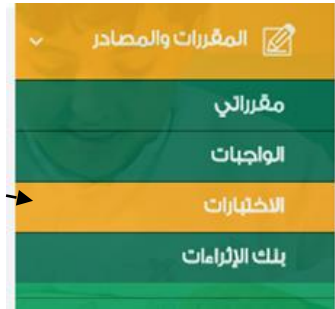 المقررات والمصادر
مقرراتي
الواجبات
الاختبارات
بنك الإثراءات